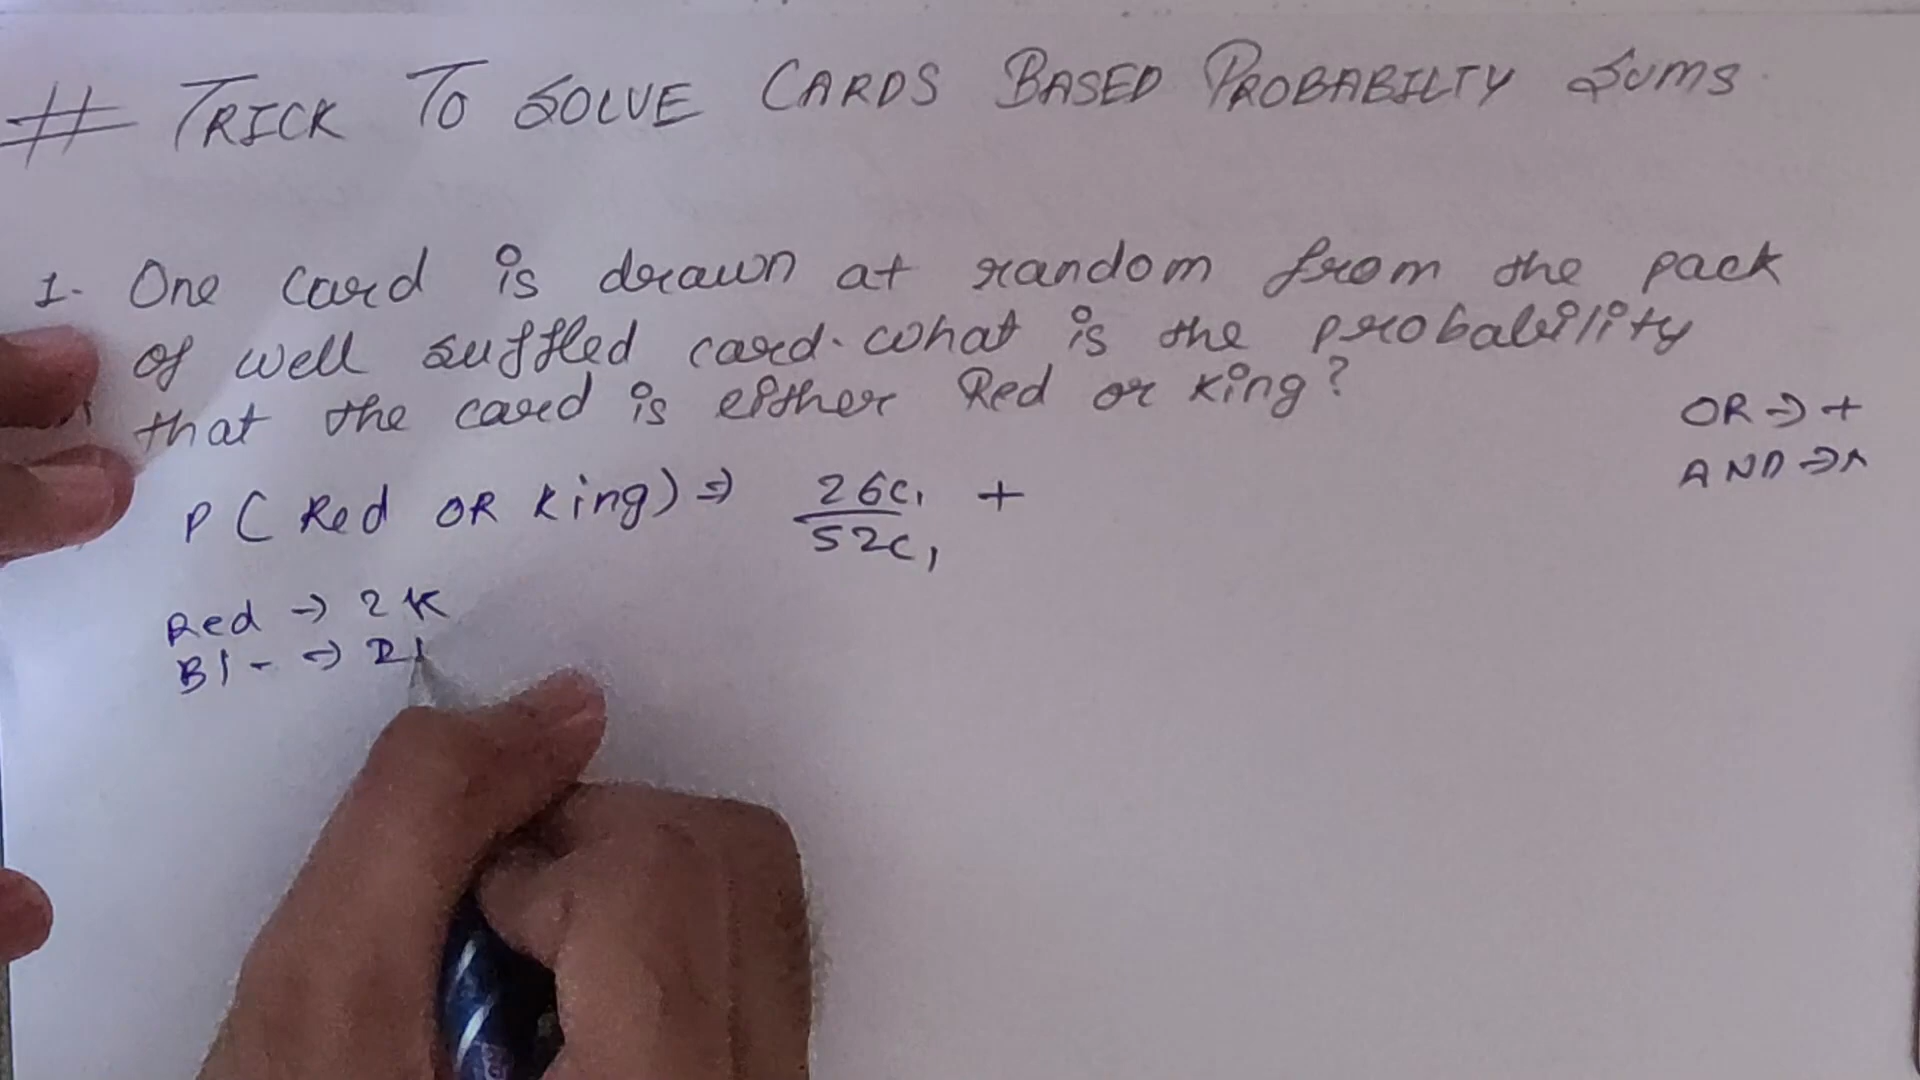 # TRICK TO SOLVE CARDS BASED PROBABILTY SUMS
1. One card is drawn at random from the pack
of well suffled card. what is the probability
that the card is either Red or king?
OR => +
AND => ×
P( Red OR king) => 26c₁/52c₁ +
Red -> 2 K
Bl - => 2